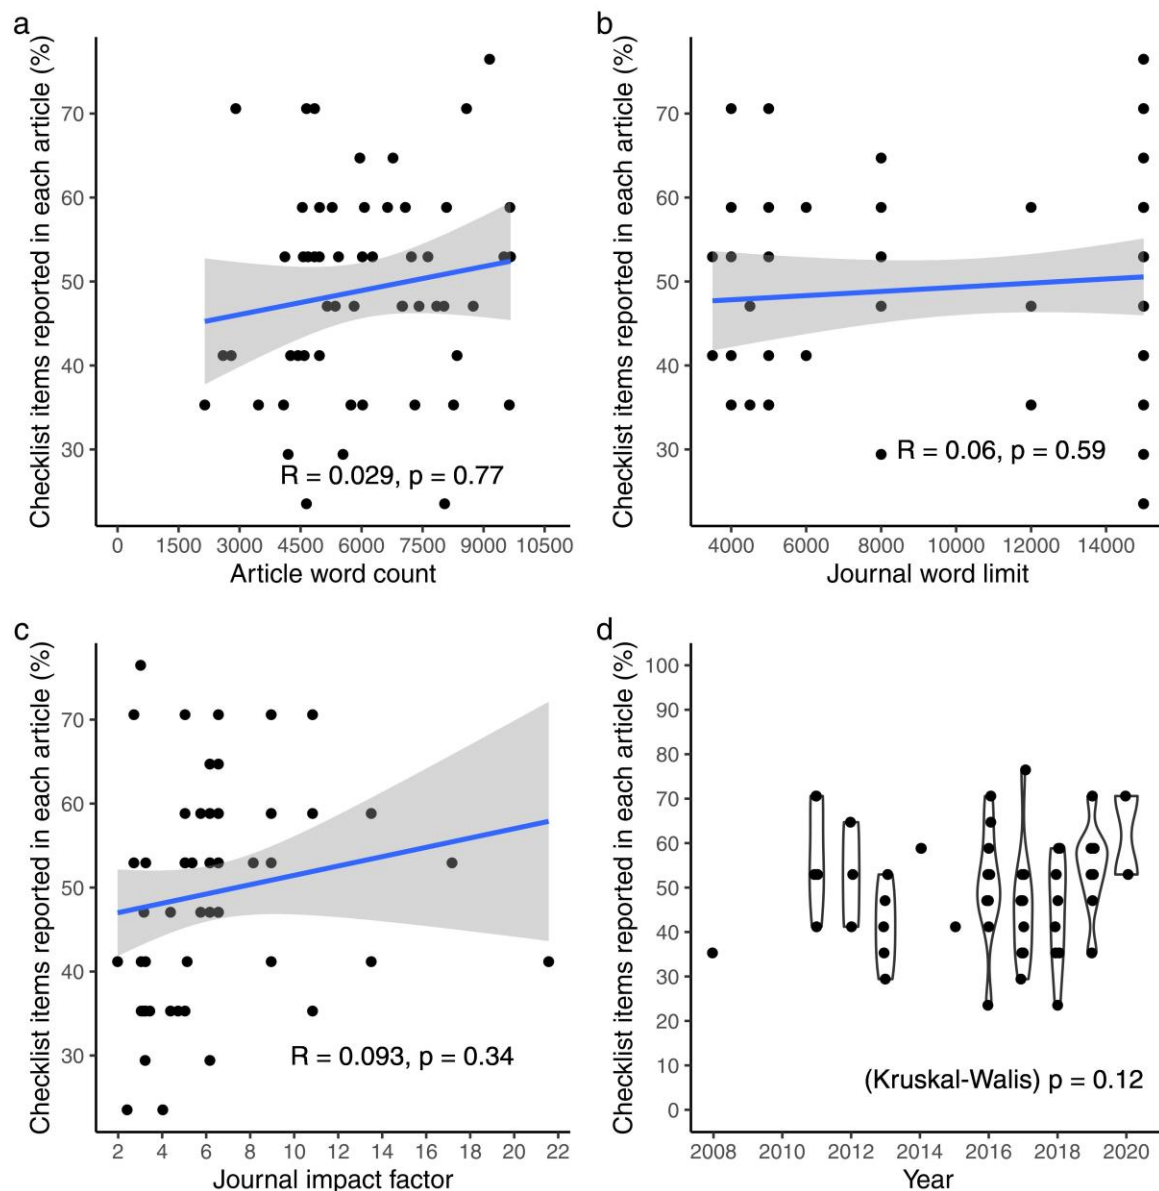 a
Checklist items reported in each article (%)
70
60
50
40
30
R = 0.029, p = 0.77
0 1500 3000 4500 6000 7500 9000 10500
Article word count
b
Checklist items reported in each article (%)
70
60
50
40
30
R = 0.06, p = 0.59
4000 6000 8000 10000 12000 14000
Journal word limit
c
Checklist items reported in each article (%)
70
60
50
40
30
R = 0.093, p = 0.34
2 4 6 8 10 12 14 16 18 20 22
Journal impact factor
d
Checklist items reported in each article (%)
100
90
80
70
60
50
40
30
20
10
0
(Kruskal-Walis) p = 0.12
2008 2010 2012 2014 2016 2018 2020
Year